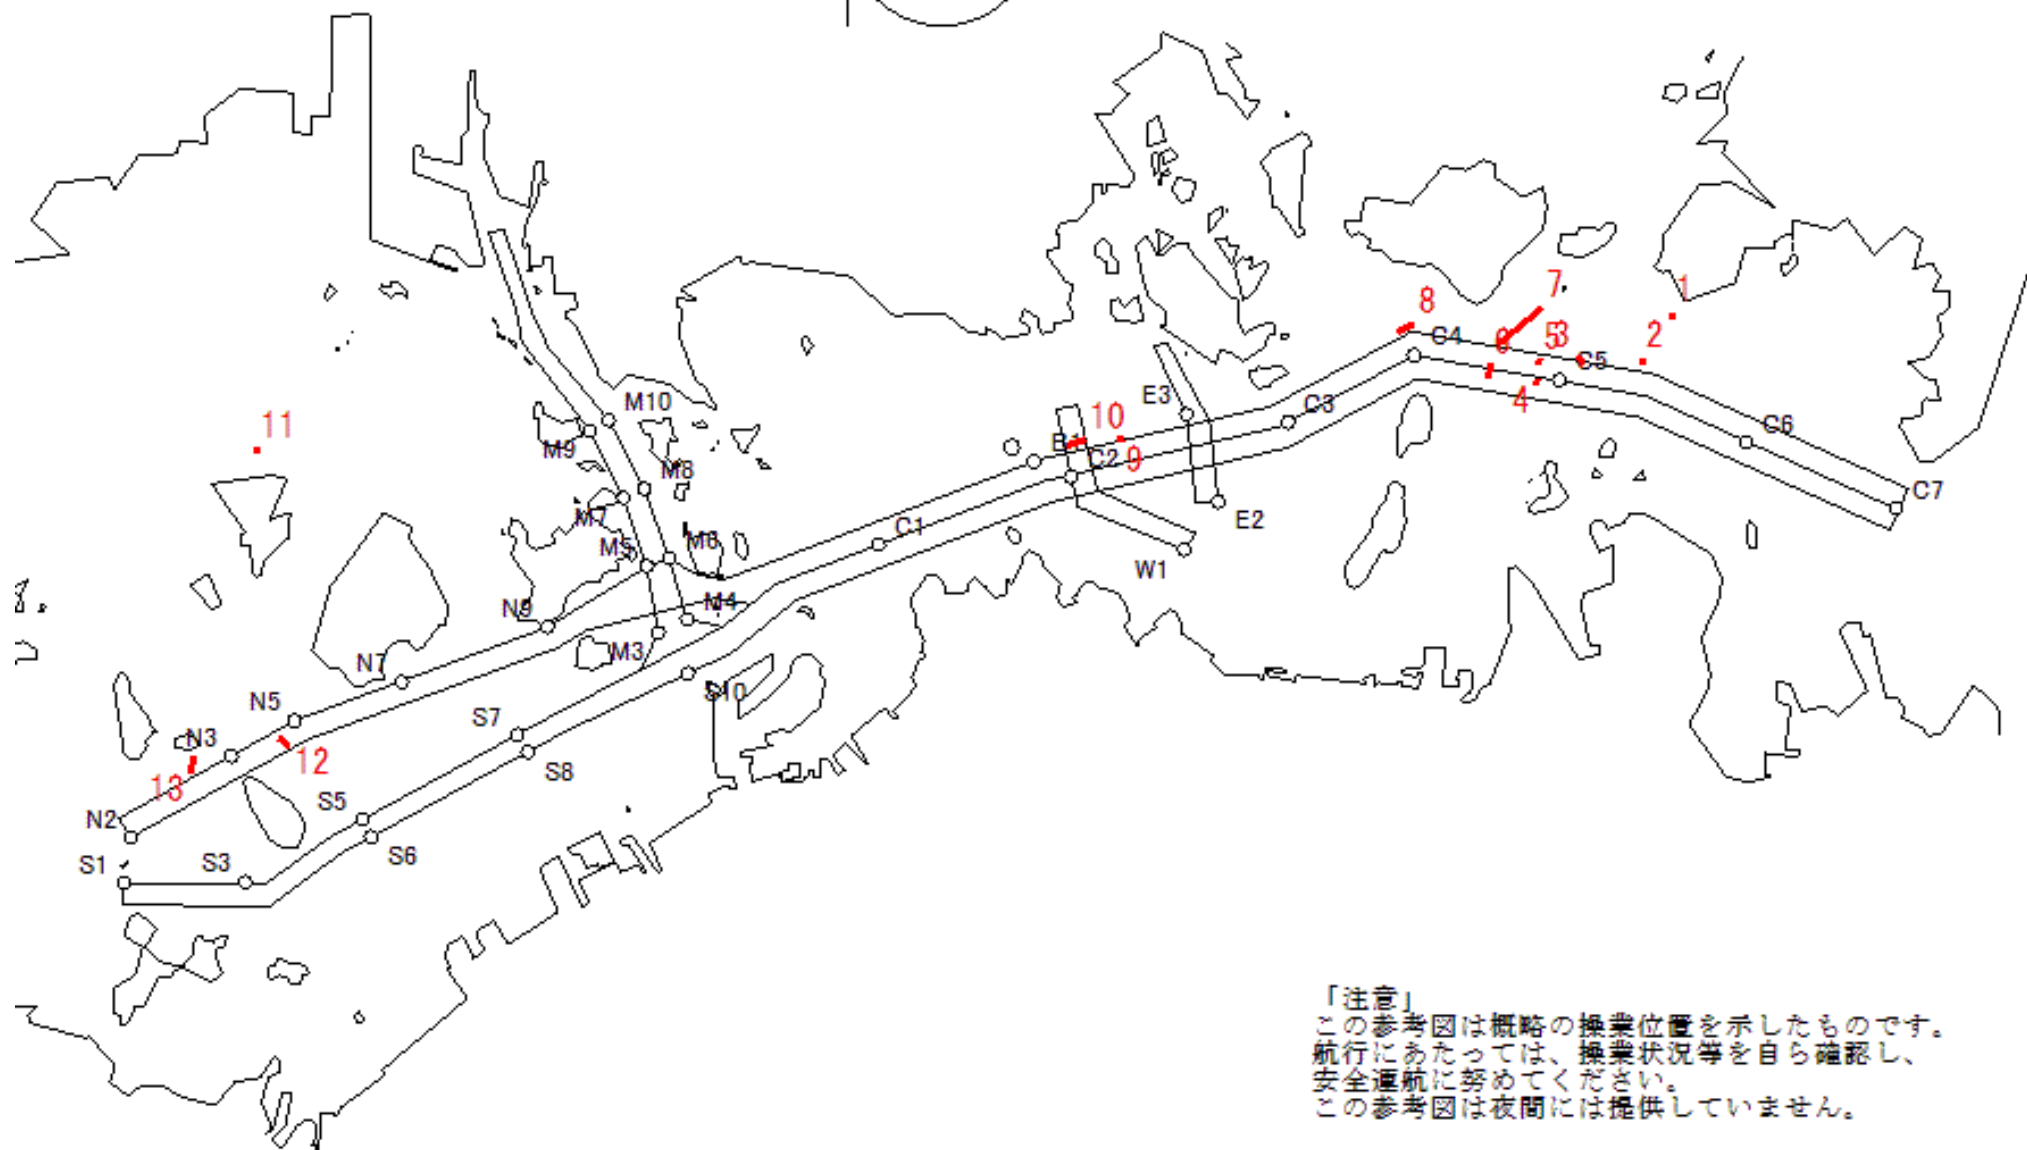 1
7
8
2
5
3
6
C4
C5
4
E3
10
C3
C6
11
M10
B1
9
C2
M9
M8
C7
M7
E2
C1
M5
M6
W1
N9
M4
N7
M3
S10
N5
S7
N3
12
S8
13
S5
N2
S6
S1
S3
「注意」
この参考図は概略の操業位置を示したものです。
航行にあたっては、操業状況等を自ら確認し、
安全運航に努めてください。
この参考図は夜間には提供していません。